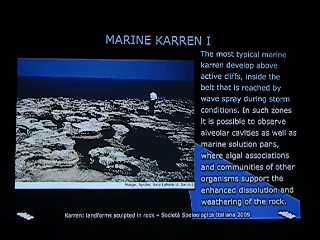 MARINE KARREN I
The most typical marine
karren develop above
active cliffs, inside the
belt that is reached by
wave spray during storm
conditions. In such zones
it is possible to observe
alveolar cavities as well as
marine solution pans,
where algal associations
and communities of other
organisms support the
enhanced dissolution and
weathering of the rock.
Puglia, Italy (photo
Karren: landforms sculpted in rock – Società Speleologica Italiana 2009